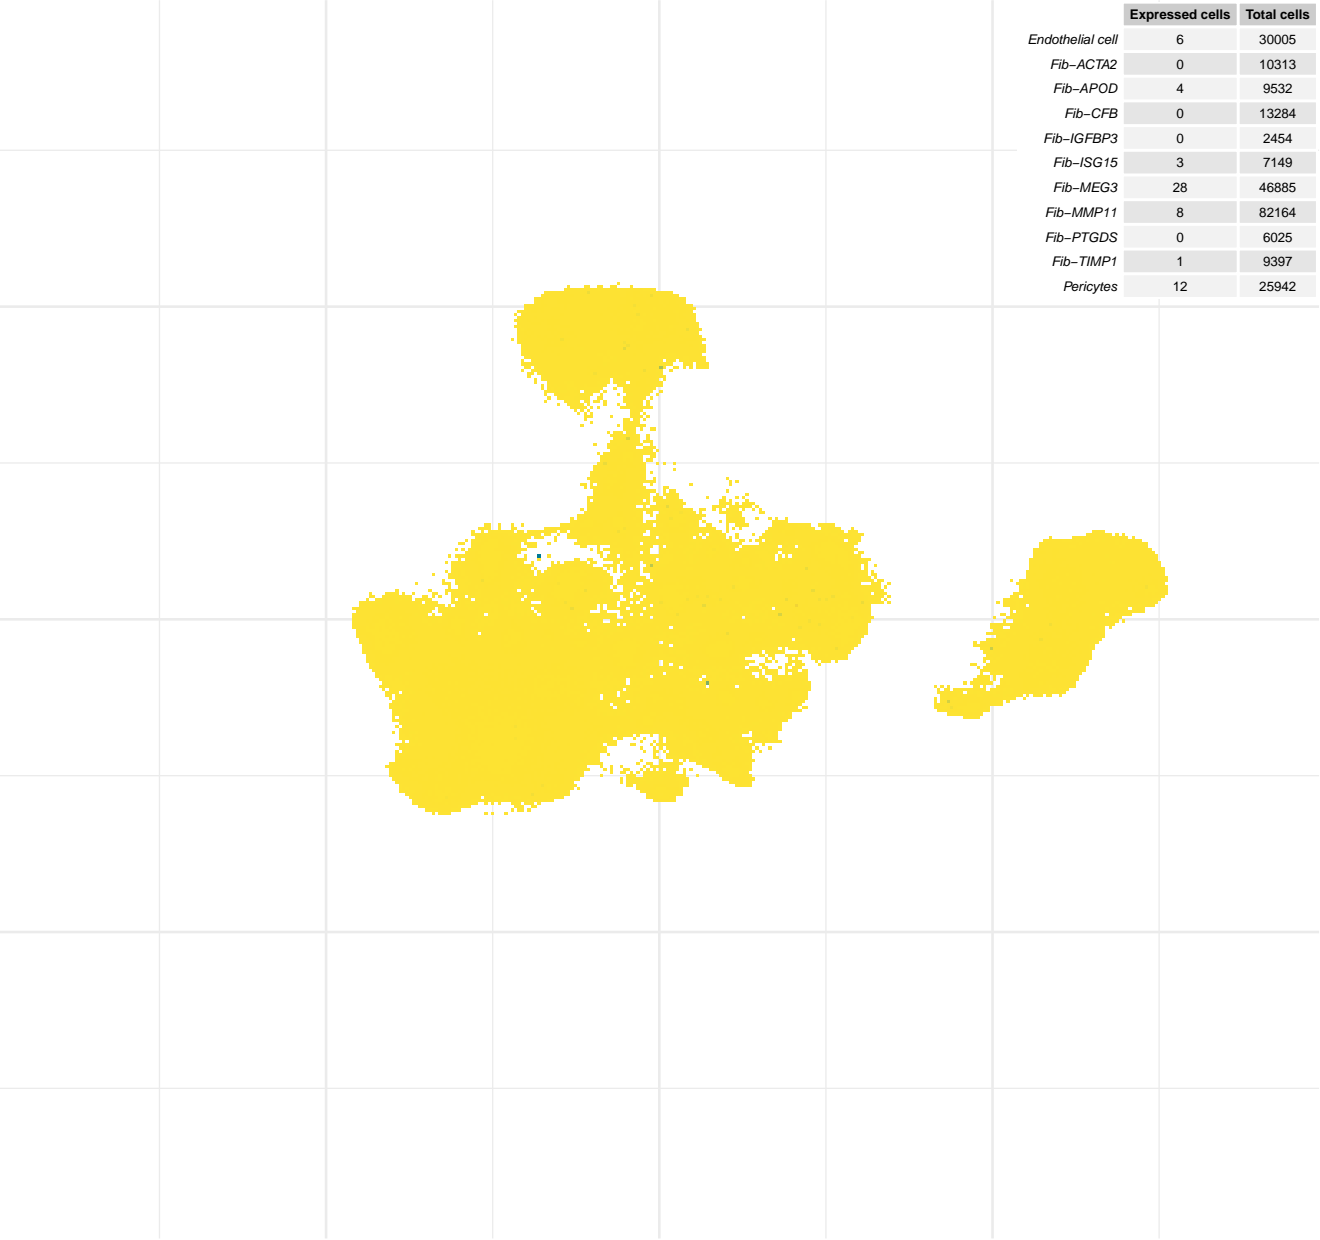 Expressed cells Total cells
Endothelial cell 6 30005
Fib−ACTA2 0 10313
Fib−APOD 4 9532
Fib−CFB 0 13284
Fib−IGFBP3 0 2454
Fib−ISG15 3 7149
Fib−MEG3 28 46885
Fib−MMP11 8 82164
Fib−PTGDS 0 6025
Fib−TIMP1 1 9397
Pericytes 12 25942